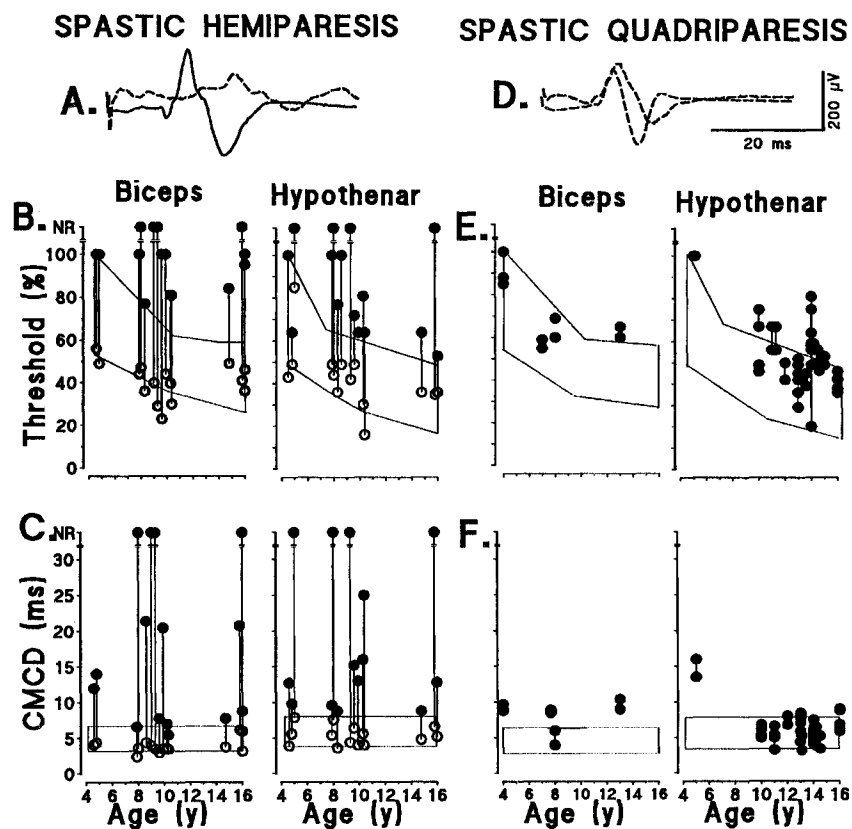 SPASTIC HEMIPARESIS
SPASTIC QUADRIPARESIS
A.
D.
200 µV
20 ms
Biceps
Hypothenar
Biceps
Hypothenar
B.
NR
100
80
60
40
20
0
Threshold (%)
E.
C.
NR
30
25
20
15
10
5
0
CMCD (ms)
F.
4 6 8 10 12 14 16
4 6 8 10 12 14 16
4 6 8 10 12 14 16
4 6 8 10 12 14 16
Age (y)
Age (y)
Age (y)
Age (y)